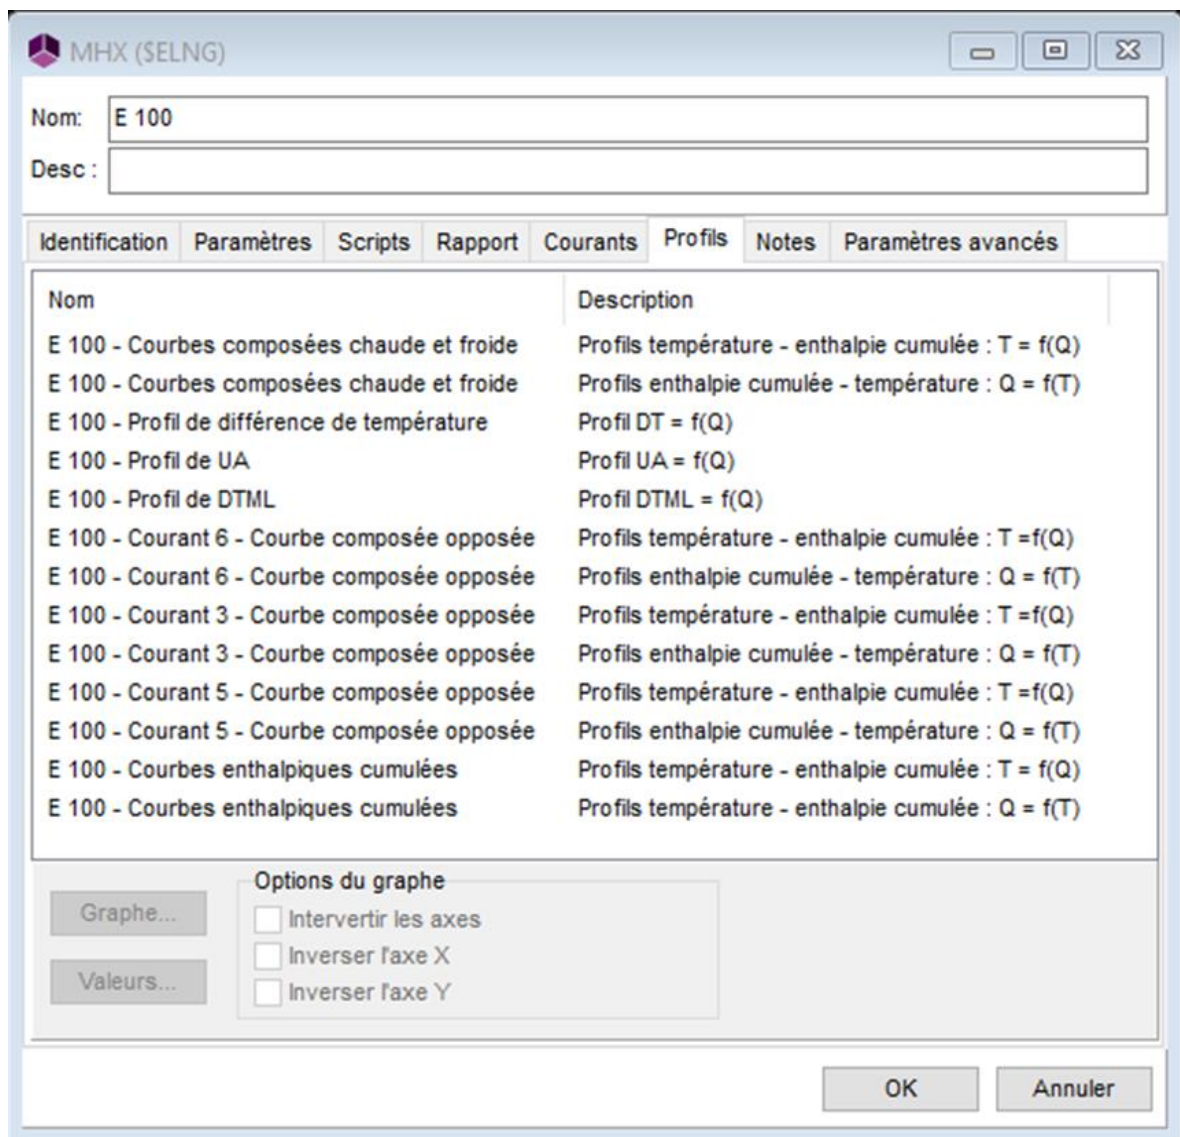 MHX ($ELNG)
Nom: E 100
Desc :
Identification Paramètres Scripts Rapport Courants Profils Notes Paramètres avancés
Nom Description
E 100 - Courbes composées chaude et froide Profils température - enthalpie cumulée : T = f(Q)
E 100 - Courbes composées chaude et froide Profils enthalpie cumulée - température : Q = f(T)
E 100 - Profil de différence de température Profil DT = f(Q)
E 100 - Profil de UA Profil UA = f(Q)
E 100 - Profil de DTML Profil DTML = f(Q)
E 100 - Courant 6 - Courbe composée opposée Profils température - enthalpie cumulée : T =f(Q)
E 100 - Courant 6 - Courbe composée opposée Profils enthalpie cumulée - température : Q = f(T)
E 100 - Courant 3 - Courbe composée opposée Profils température - enthalpie cumulée : T =f(Q)
E 100 - Courant 3 - Courbe composée opposée Profils enthalpie cumulée - température : Q = f(T)
E 100 - Courant 5 - Courbe composée opposée Profils température - enthalpie cumulée : T =f(Q)
E 100 - Courant 5 - Courbe composée opposée Profils enthalpie cumulée - température : Q = f(T)
E 100 - Courbes enthalpiques cumulées Profils température - enthalpie cumulée : T = f(Q)
E 100 - Courbes enthalpiques cumulées Profils température - enthalpie cumulée : Q = f(T)
Options du graphe
Graphe... Intervertir les axes
Inverser l'axe X
Valeurs... Inverser l'axe Y
OK Annuler